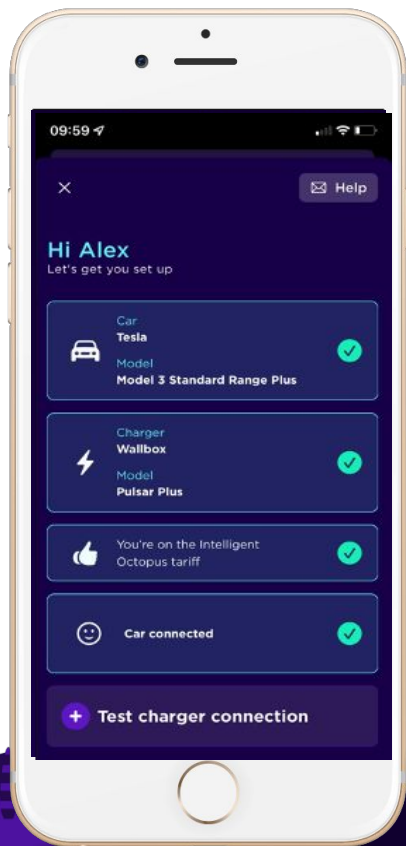 09:59
Help
Hi Alex
Let's get you set up
Car
Tesla
Model
Model 3 Standard Range Plus
Charger
Wallbox
Model
Pulsar Plus
You're on the Intelligent
Octopus tariff
Car connected
+ Test charger connection